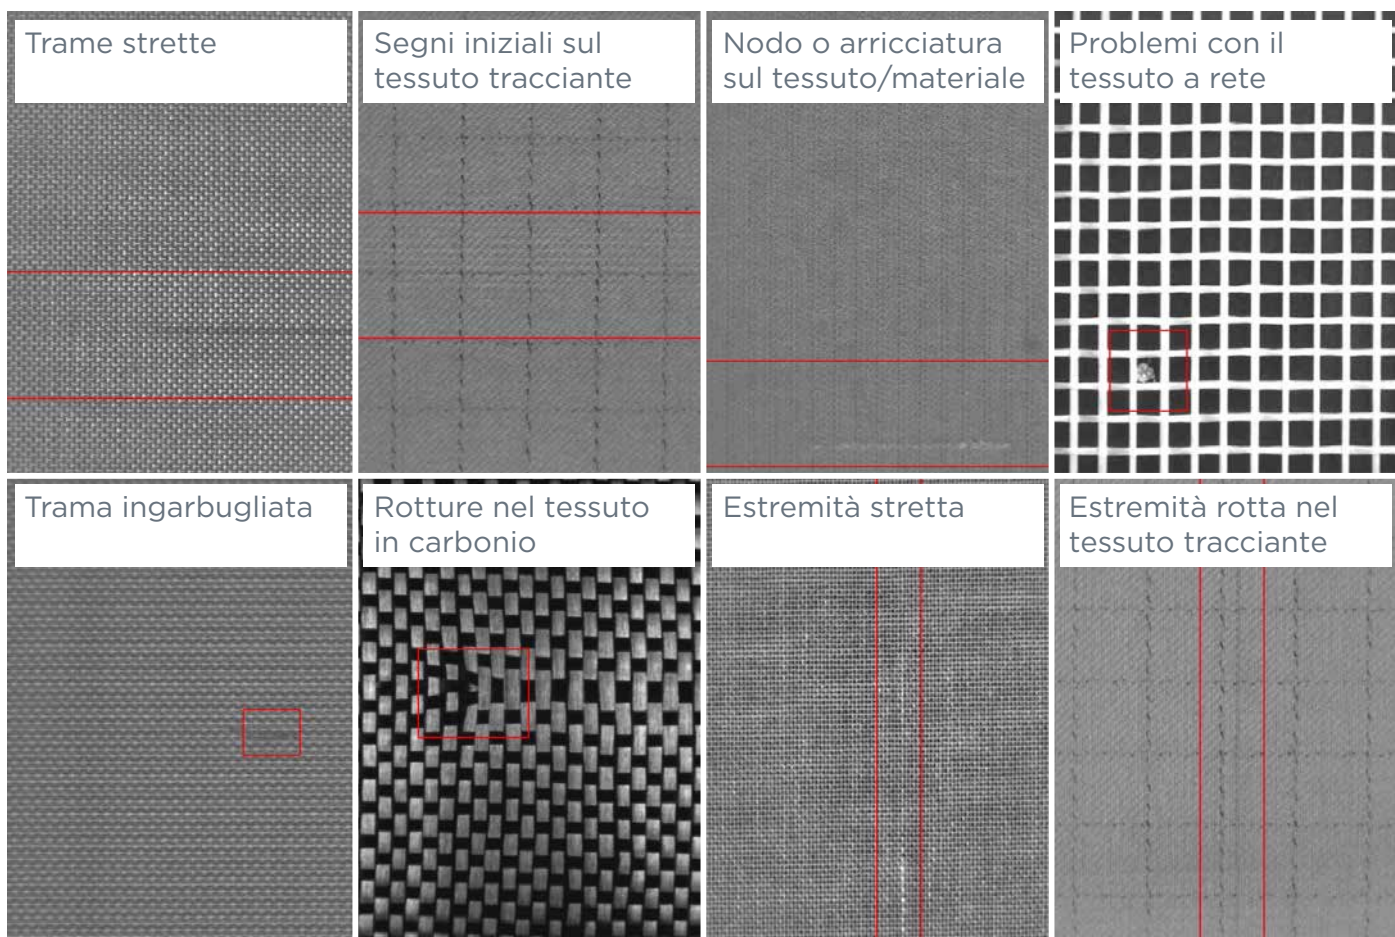 Trame strette
Segni iniziali sul
tessuto tracciante
Nodo o arricciatura
sul tessuto/materiale
Problemi con il
tessuto a rete
Trama ingarbugliata
Rotture nel tessuto
in carbonio
Estremità stretta
Estremità rotta nel
tessuto tracciante